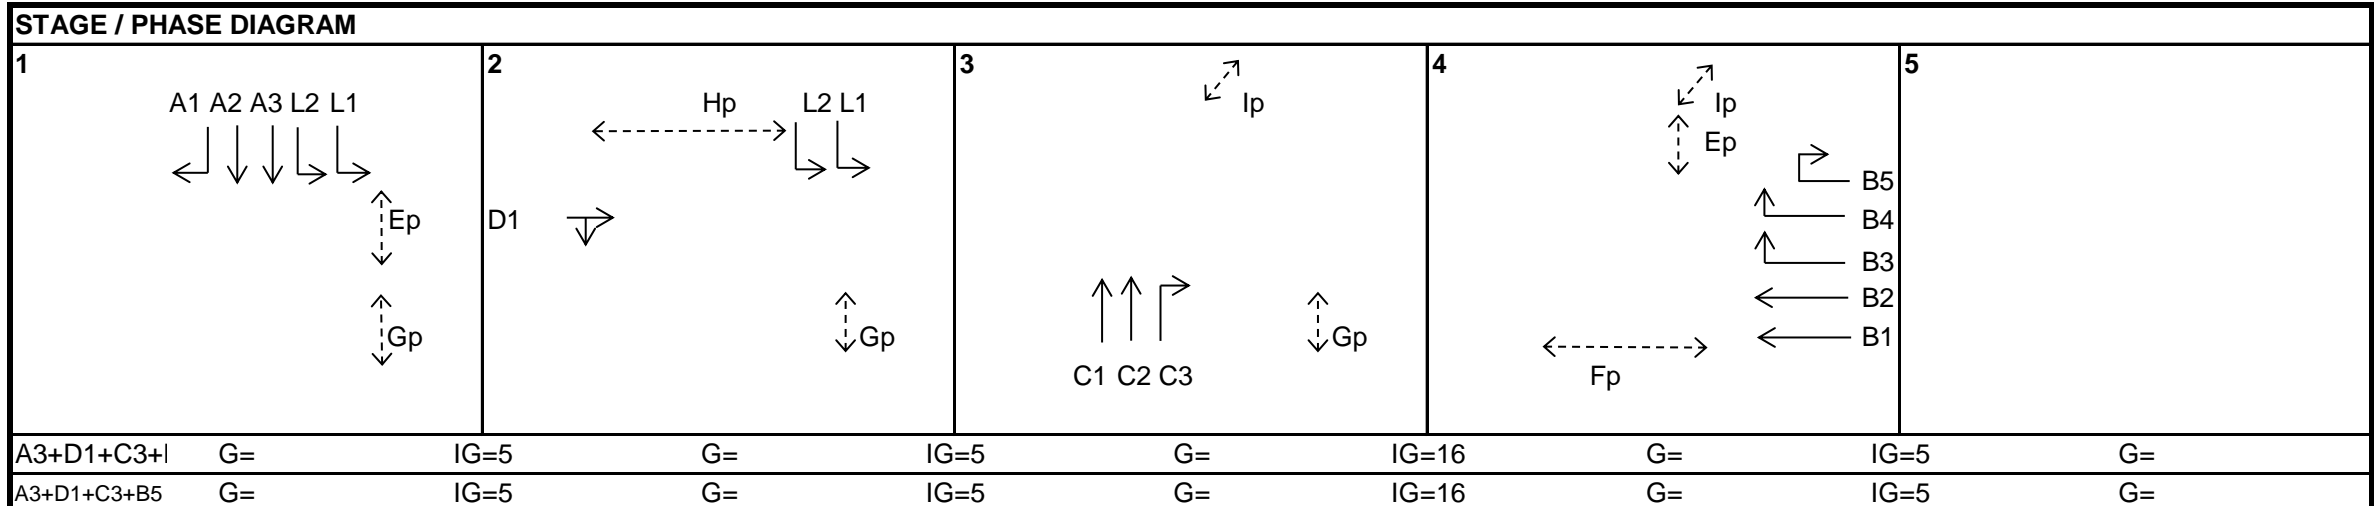 STAGE / PHASE DIAGRAM
1 2 3 4 5
A1 A2 A3 L2 L1
Ep
Gp
Hp L2 L1
D1
Gp
Ip
Gp
C1 C2 C3
Ip
Ep
B5
B4
B3
B2
B1
Fp
A3+D1+C3+ G= IG=5 G= IG=5 G= IG=16 G= IG=5 G=
A3+D1+C3+B5 G= IG=5 G= IG=5 G= IG=16 G= IG=5 G=